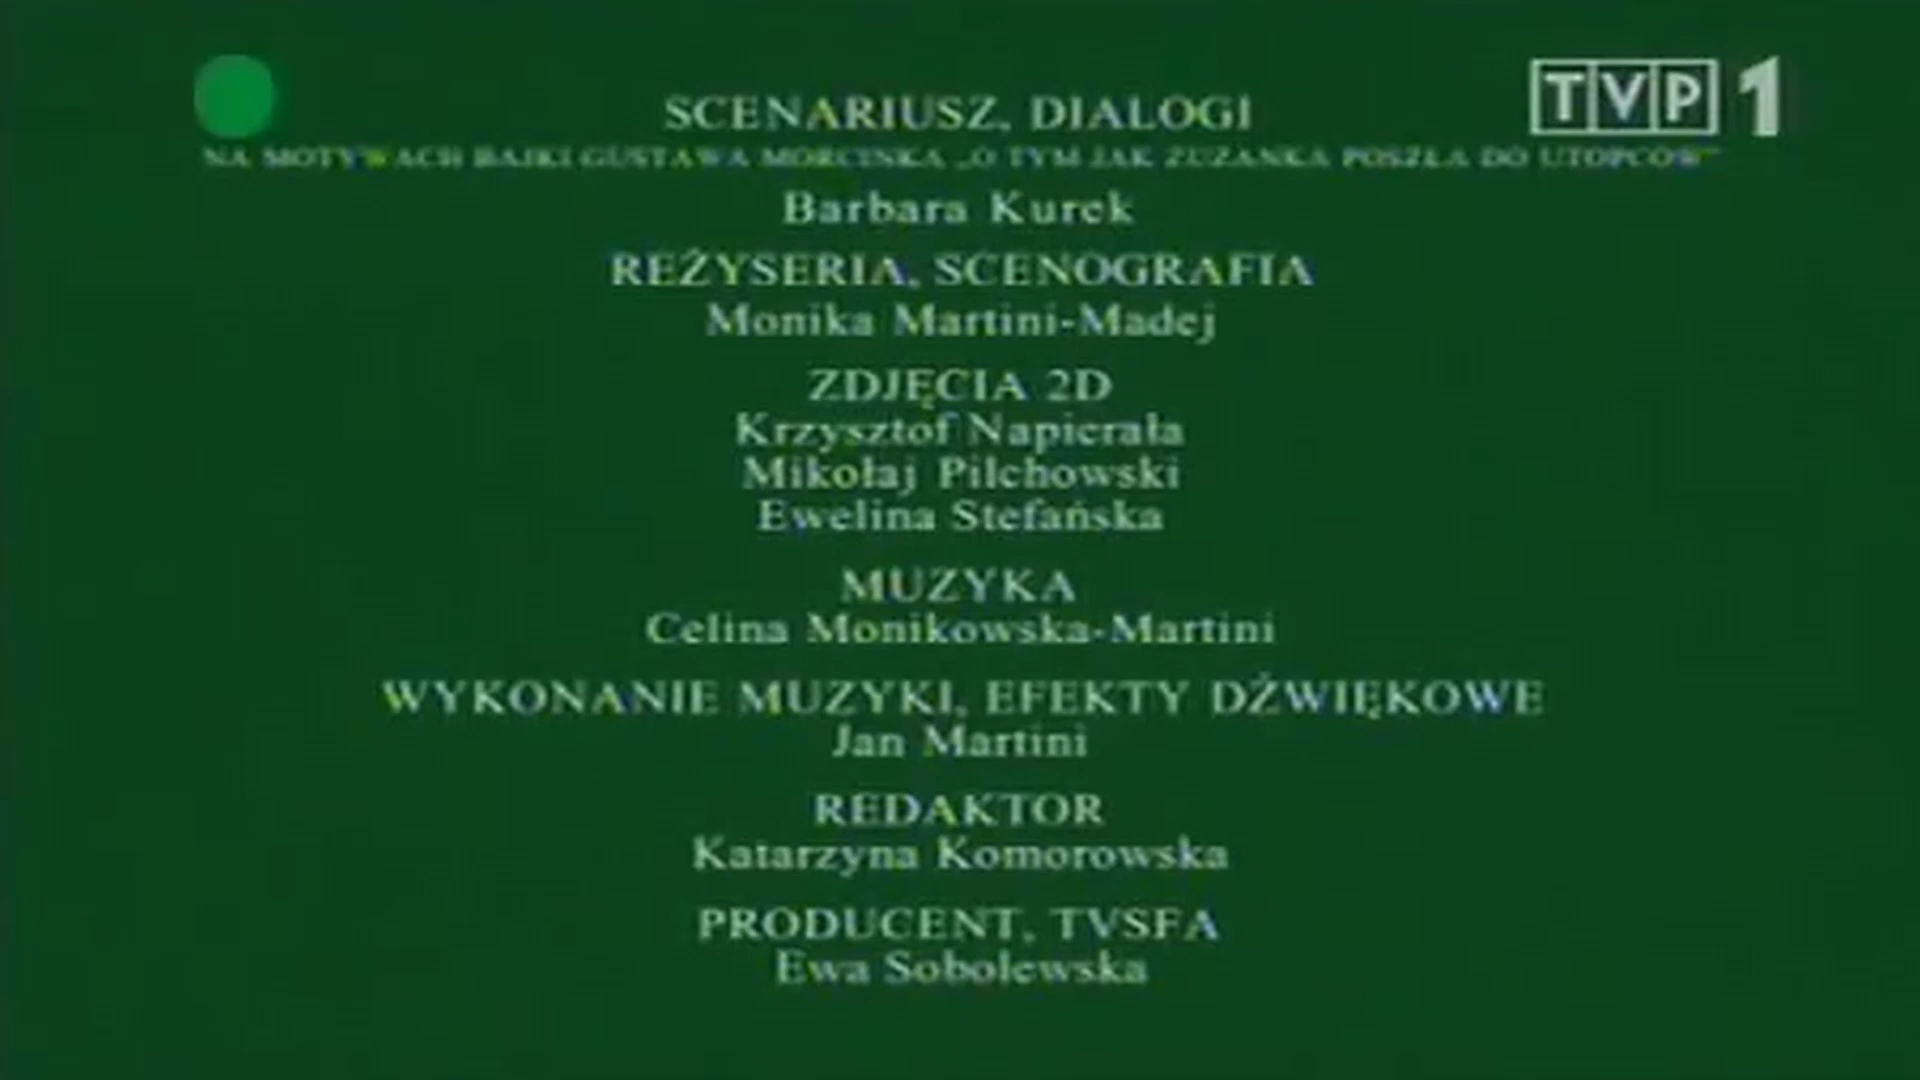 TVP 1
SCENARIUSZ, DIALOGI
NA MOTYWACH BAJKI GUSTAWA MORCINKA „O TYM JAK ZUZANKA POSZŁA DO UTOPCÓW”
Barbara Kurek
REŻYSERIA, SCENOGRAFIA
Monika Martini-Madej
ZDJĘCIA 2D
Krzysztof Napierała
Mikołaj Pilchowski
Ewelina Stefańska
MUZYKA
Celina Monikowska-Martini
WYKONANIE MUZYKI, EFEKTY DŹWIĘKOWE
Jan Martini
REDAKTOR
Katarzyna Komorowska
PRODUCENT, TVSFA
Ewa Sobolewska